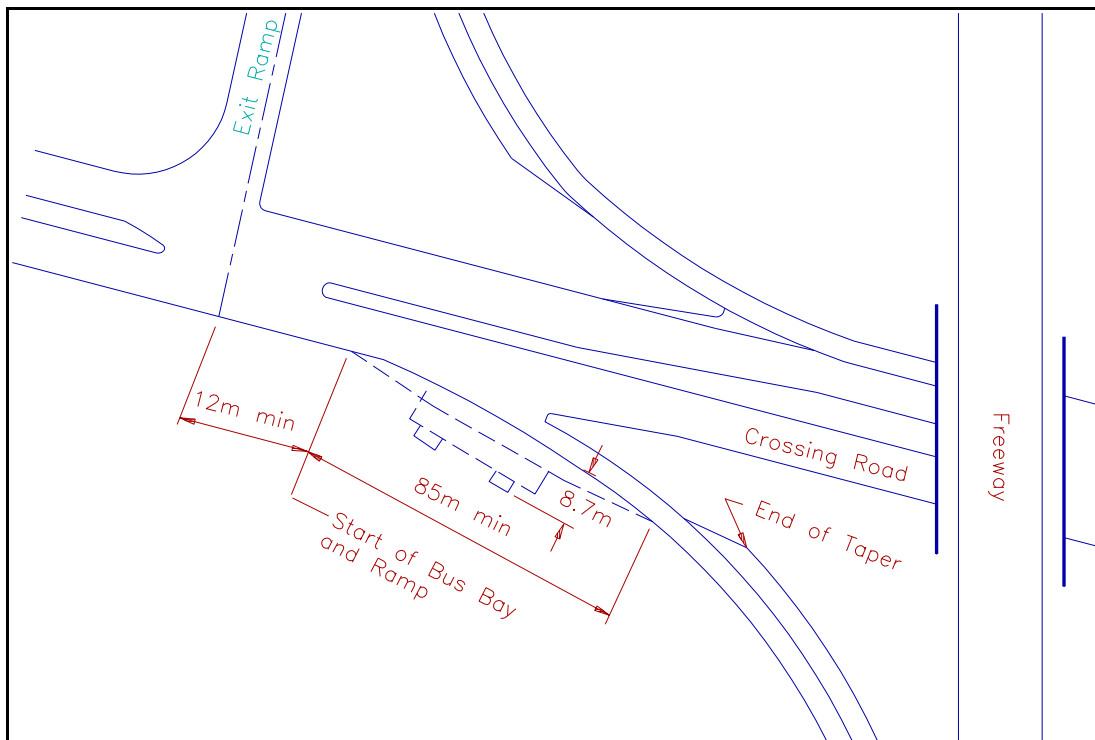 Exit Ramp
12m min
85m min
8.7m
Start of Bus Bay
and Ramp
Crossing Road
End of Taper
Freeway